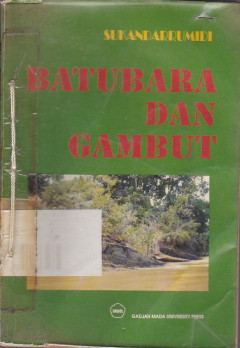 SUKANDARRUMIDI
BATUBARA
DAN
GAMBUT
GADJAH MADA UNIVERSITY PRESS